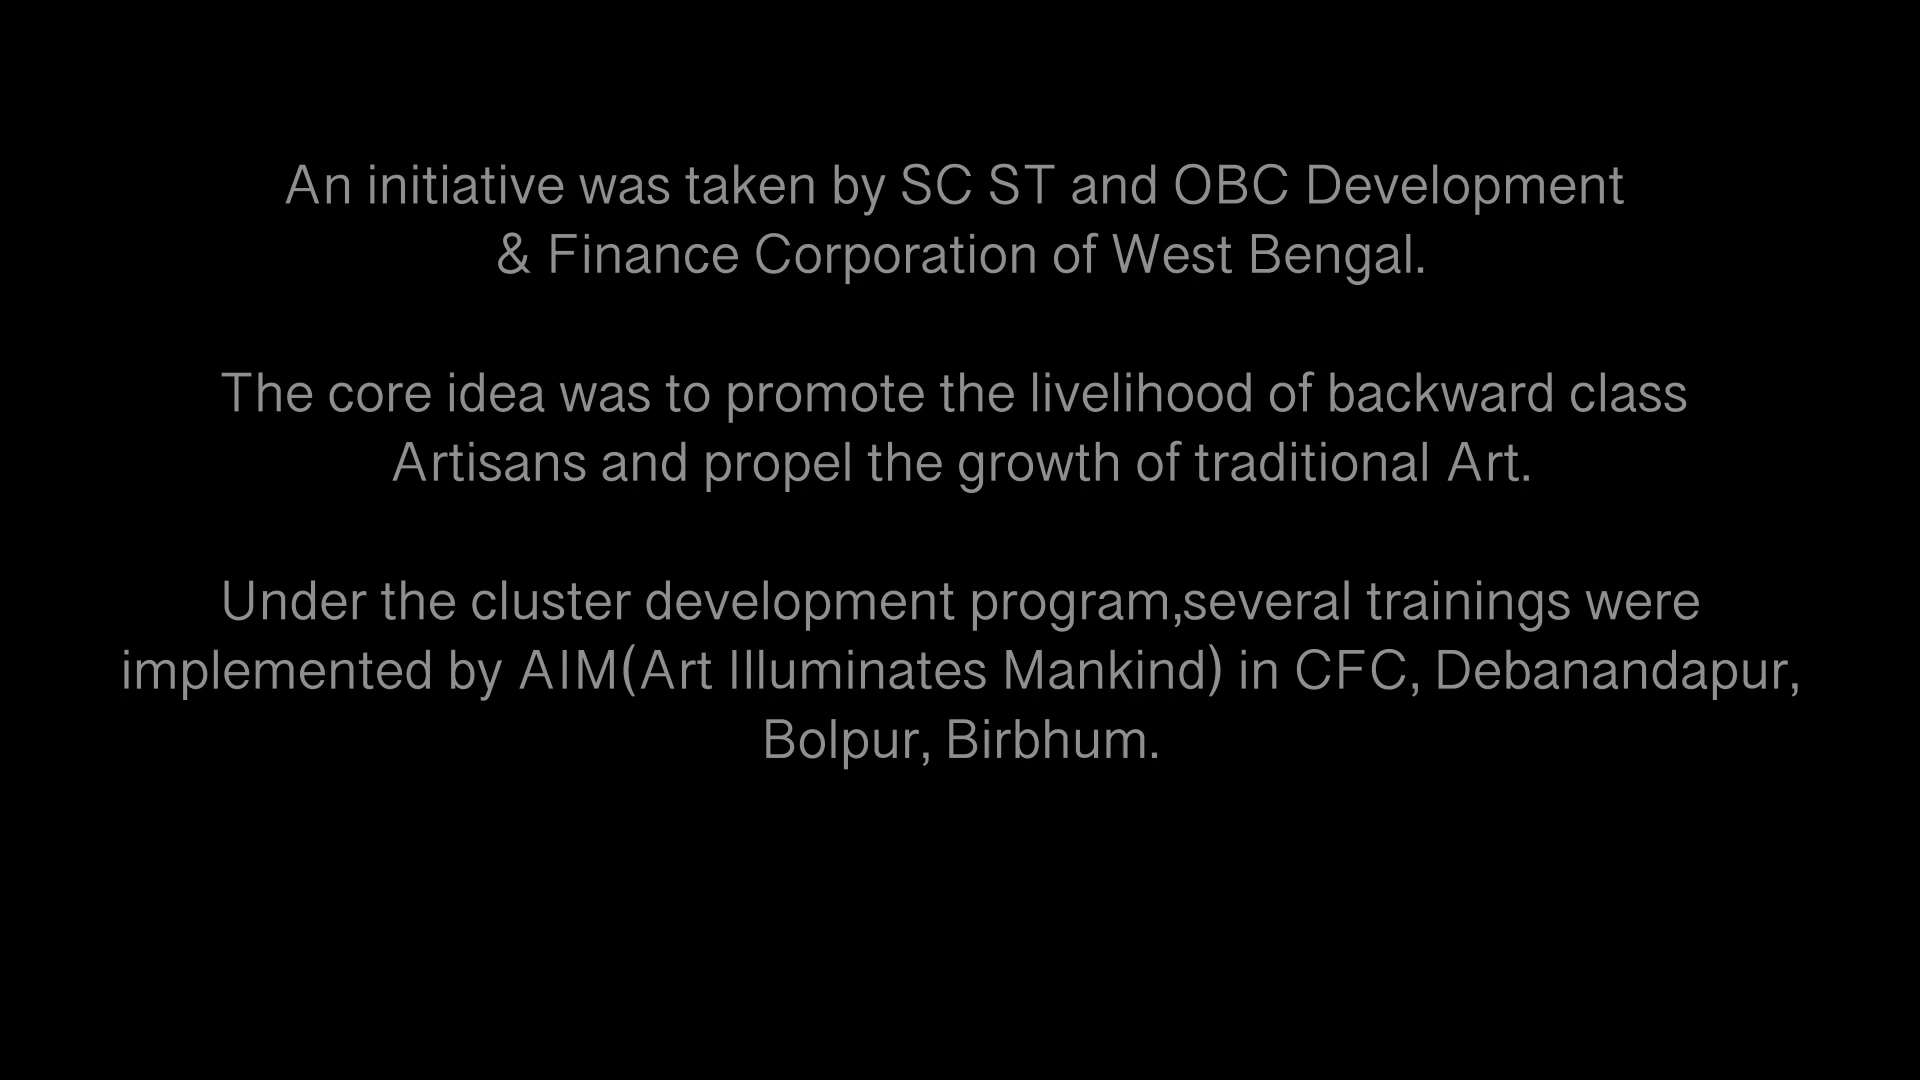 An initiative was taken by SC ST and OBC Development
& Finance Corporation of West Bengal.
The core idea was to promote the livelihood of backward class
Artisans and propel the growth of traditional Art.
Under the cluster development program,several trainings were
implemented by AIM(Art Illuminates Mankind) in CFC, Debanandapur,
Bolpur, Birbhum.